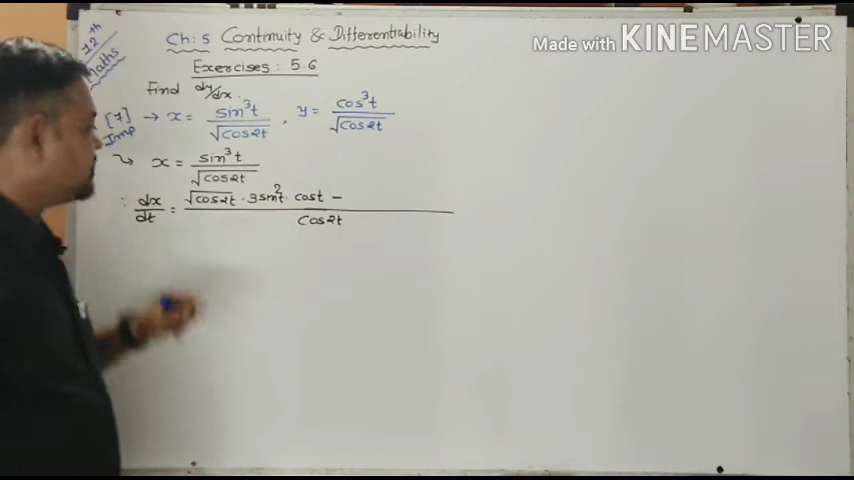 12th
Maths
Ch: 5 Continuity & Differentiability
Made with KINEMASTER
Exercises : 5.6
Find dy/dx.
[7] → x = sin³t / √cos2t , y = cos³t / √cos2t
Imp
x = sin³t / √cos2t
∴ dx/dt = √cos2t · 3sin²t · cost − / cos2t